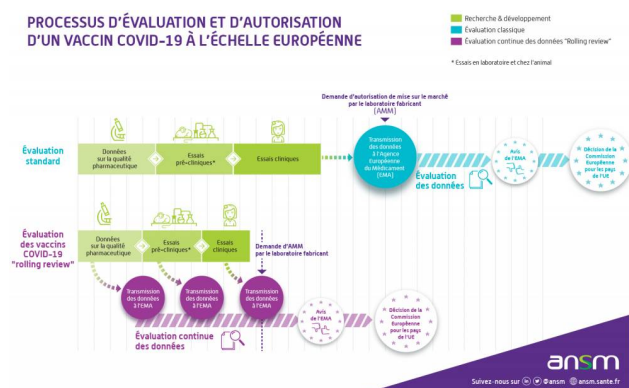 PROCESSUS D'ÉVALUATION ET D'AUTORISATION
D'UN VACCIN COVID-19 À L'ÉCHELLE EUROPÉENNE
Recherche & développement
Évaluation classique
Évaluation continue des données "Rolling review"
* Essais en laboratoire et chez l'animal
Demande d'autorisation de mise sur le marché
par le laboratoire fabricant
(AMM)
Évaluation
standard
Données
sur la qualité
pharmaceutique
Essais
pré-cliniques*
Essais cliniques
Transmission
des données
à l'Agence
Européenne
du Médicament
(EMA)
Évaluation
des données
Avis
de l'EMA
Décision de la
Commission
Européenne
pour les pays
de l'UE
Évaluation
des vaccins
COVID-19
"rolling review"
Données
sur la qualité
pharmaceutique
Essais
pré-cliniques*
Essais
cliniques
Demande d'AMM
par le laboratoire fabricant
Transmission
des données
à l'EMA
Transmission
des données
à l'EMA
Transmission
des données
à l'EMA
Évaluation continue
des données
Avis
de l'EMA
Décision de la
Commission
Européenne
pour les pays
de l'UE
ansm
Suivez-nous sur in @ansm ansm.sante.fr